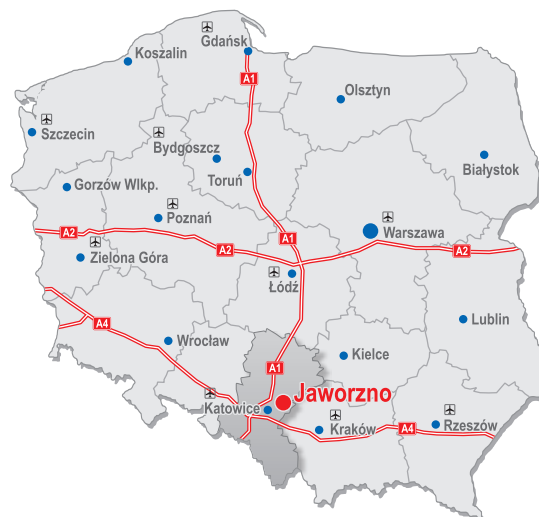 Gdańsk
Koszalin
A1
Olsztyn
Szczecin
Bydgoszcz
Toruń
Białystok
Gorzów Wlkp.
Poznań
A2
A1
Warszawa
A2
A2
Zielona Góra
Łódź
A4
Lublin
Wrocław
Kielce
A1
Jaworzno
Katowice
Kraków
A4
Rzeszów